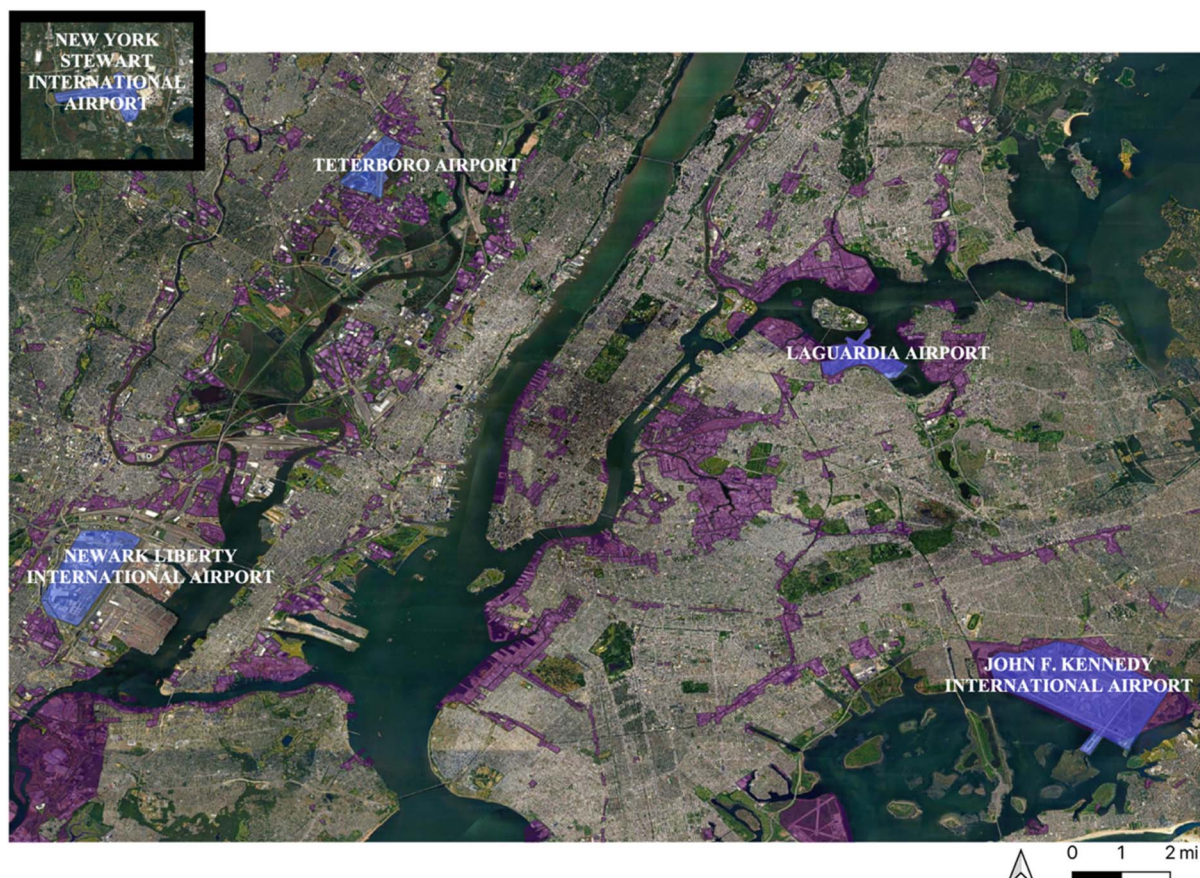 NEW YORK
STEWART
INTERNATIONAL
AIRPORT
TETERBORO AIRPORT
LAGUARDIA AIRPORT
NEWARK LIBERTY
INTERNATIONAL AIRPORT
JOHN F. KENNEDY
INTERNATIONAL AIRPORT
0 1 2 mi